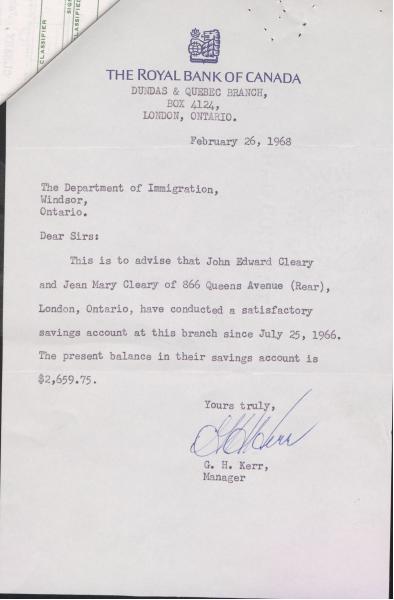 CLASSIFIER
THE ROYAL BANK OF CANADA
DUNDAS & QUEBEC BRANCH,
BOX 4124,
LONDON, ONTARIO.
February 26, 1968
The Department of Immigration,
Windsor,
Ontario.
Dear Sirs:
This is to advise that John Edward Cleary
and Jean Mary Cleary of 866 Queens Avenue (Rear),
London, Ontario, have conducted a satisfactory
savings account at this branch since July 25, 1966.
The present balance in their savings account is
$2,659.75.
Yours truly,
G. H. Kerr,
Manager